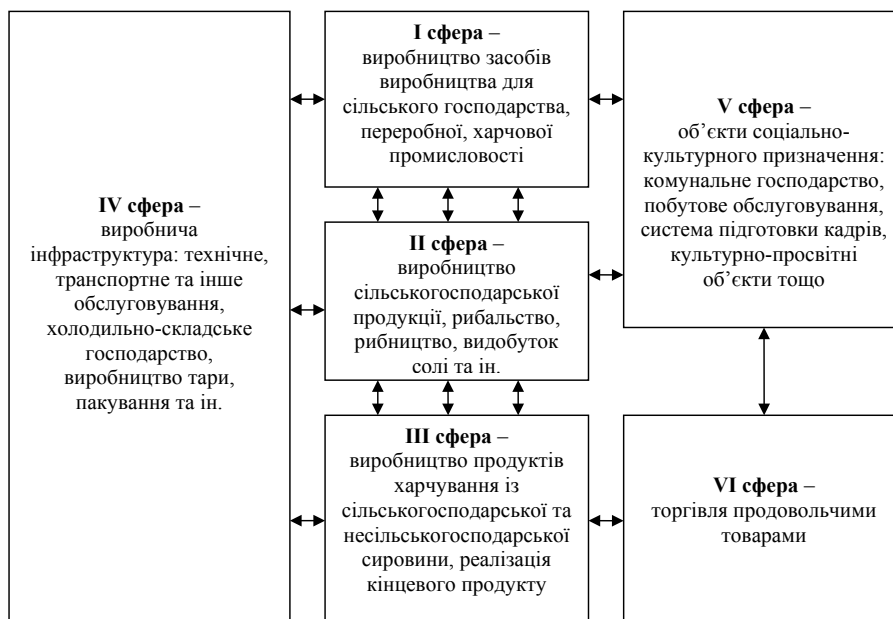 І сфера –
виробництво засобів
виробництва для
сільського господарства,
переробної, харчової
промисловості
ІІ сфера –
виробництво
сільськогосподарської
продукції, рибальство,
рибництво, видобуток
солі та ін.
ІІІ сфера –
виробництво продуктів
харчування із
сільськогосподарської та
несільськогосподарської
сировини, реалізація
кінцевого продукту
IV сфера –
виробнича
інфраструктура: технічне,
транспортне та інше
обслуговування,
холодильно-складське
господарство,
виробництво тари,
пакування та ін.
V сфера –
об’єкти соціально-
культурного призначення:
комунальне господарство,
побутове обслуговування,
система підготовки кадрів,
культурно-просвітні
об’єкти тощо
VI сфера –
торгівля продовольчими
товарами